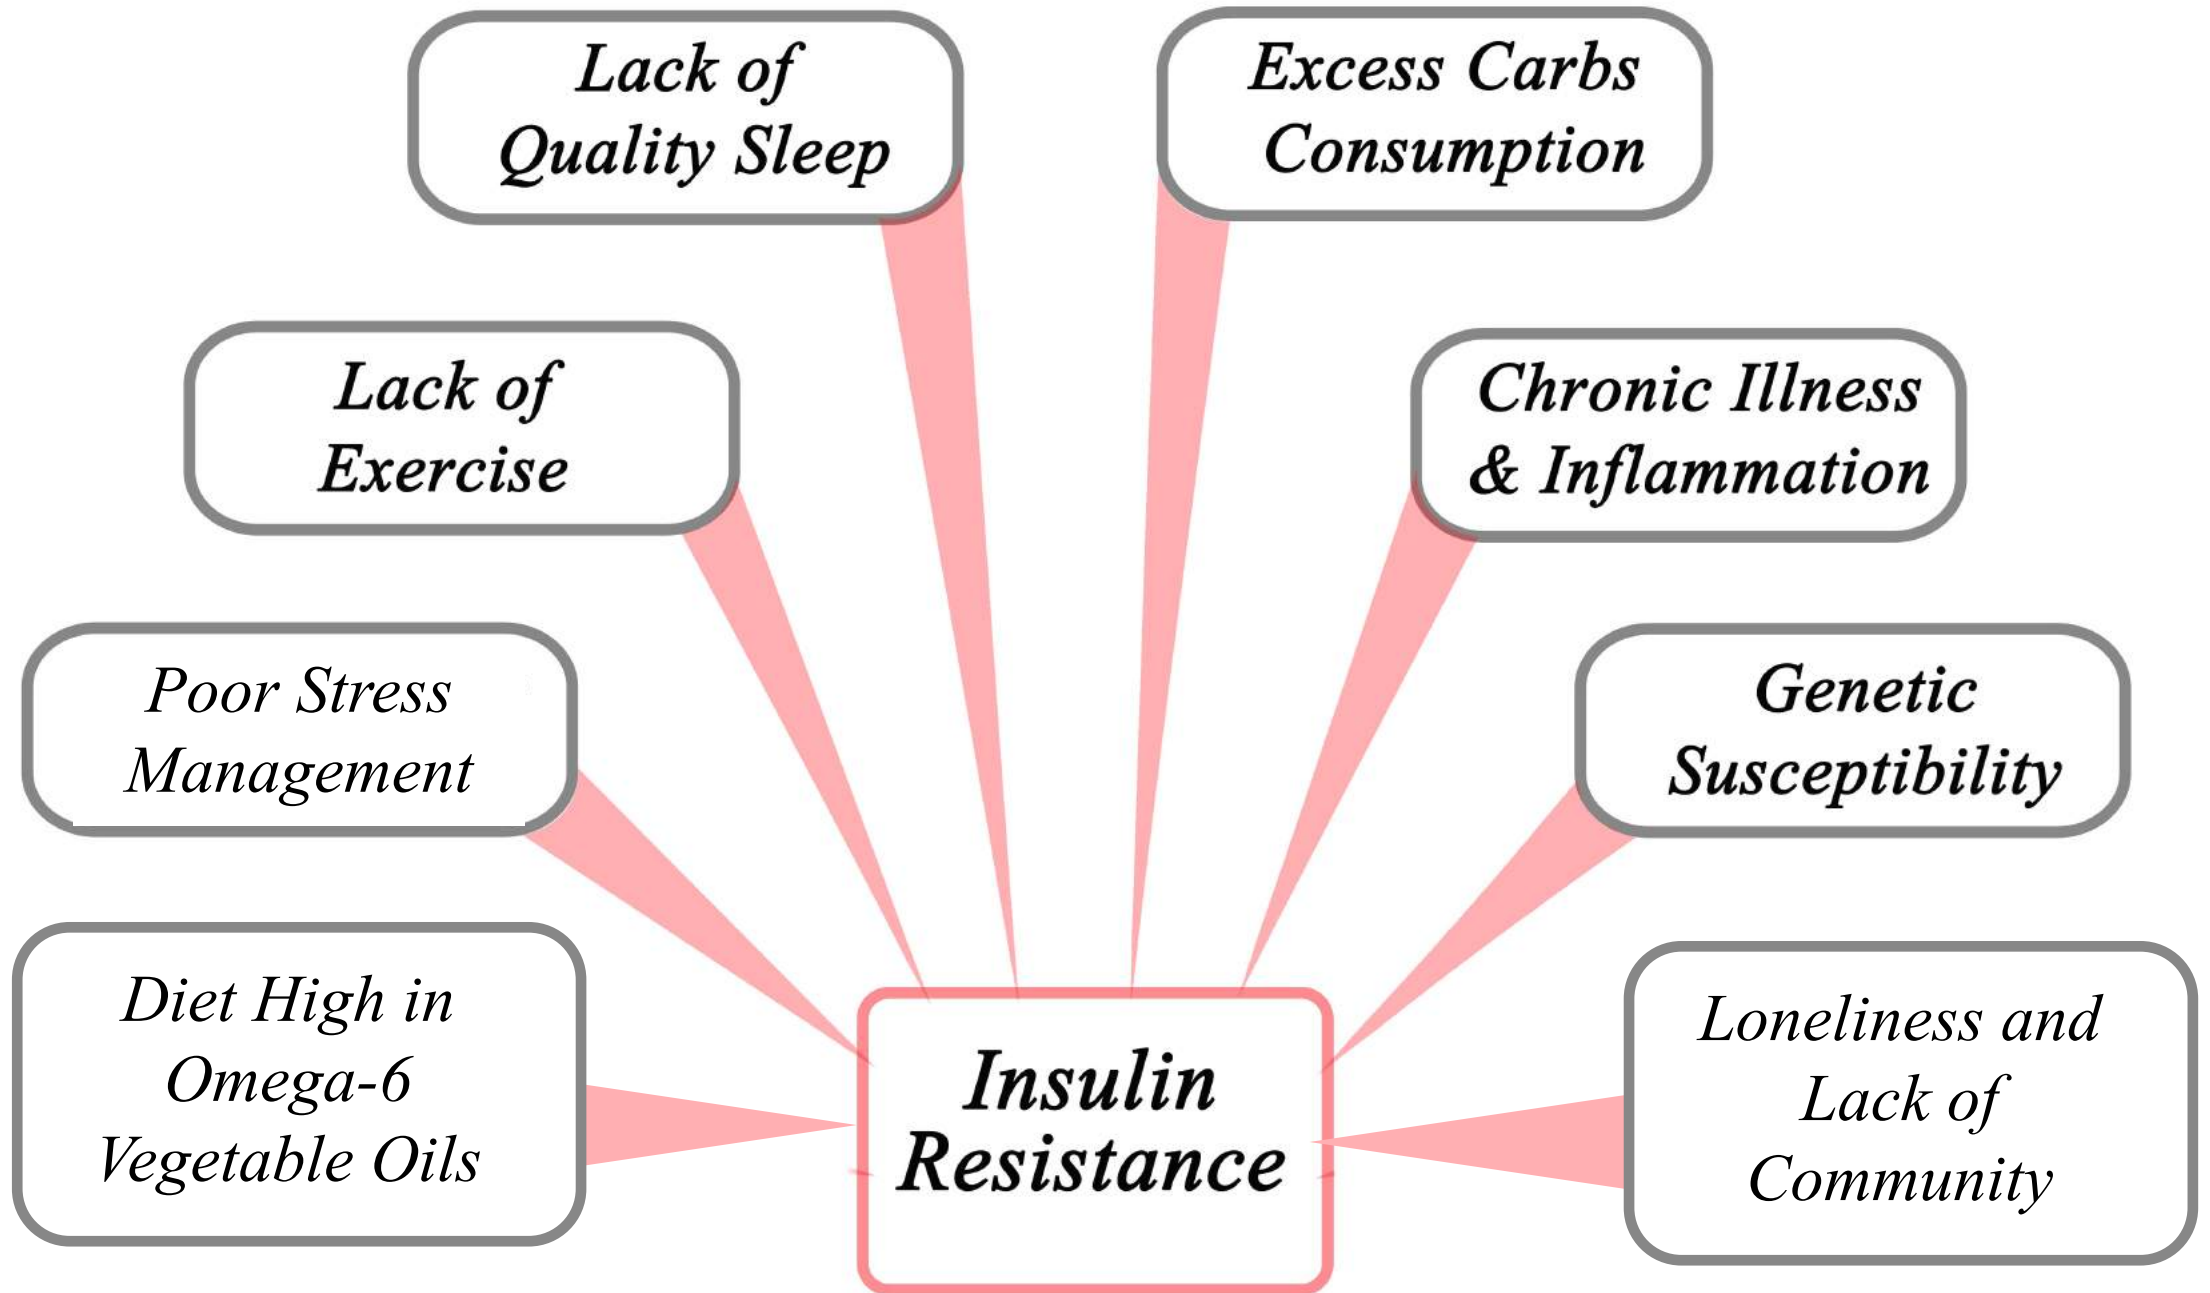 Lack of
Quality Sleep
Excess Carbs
Consumption
Lack of
Exercise
Chronic Illness
& Inflammation
Poor Stress
Management
Genetic
Susceptibility
Diet High in
Omega-6
Vegetable Oils
Loneliness and
Lack of
Community
Insulin
Resistance